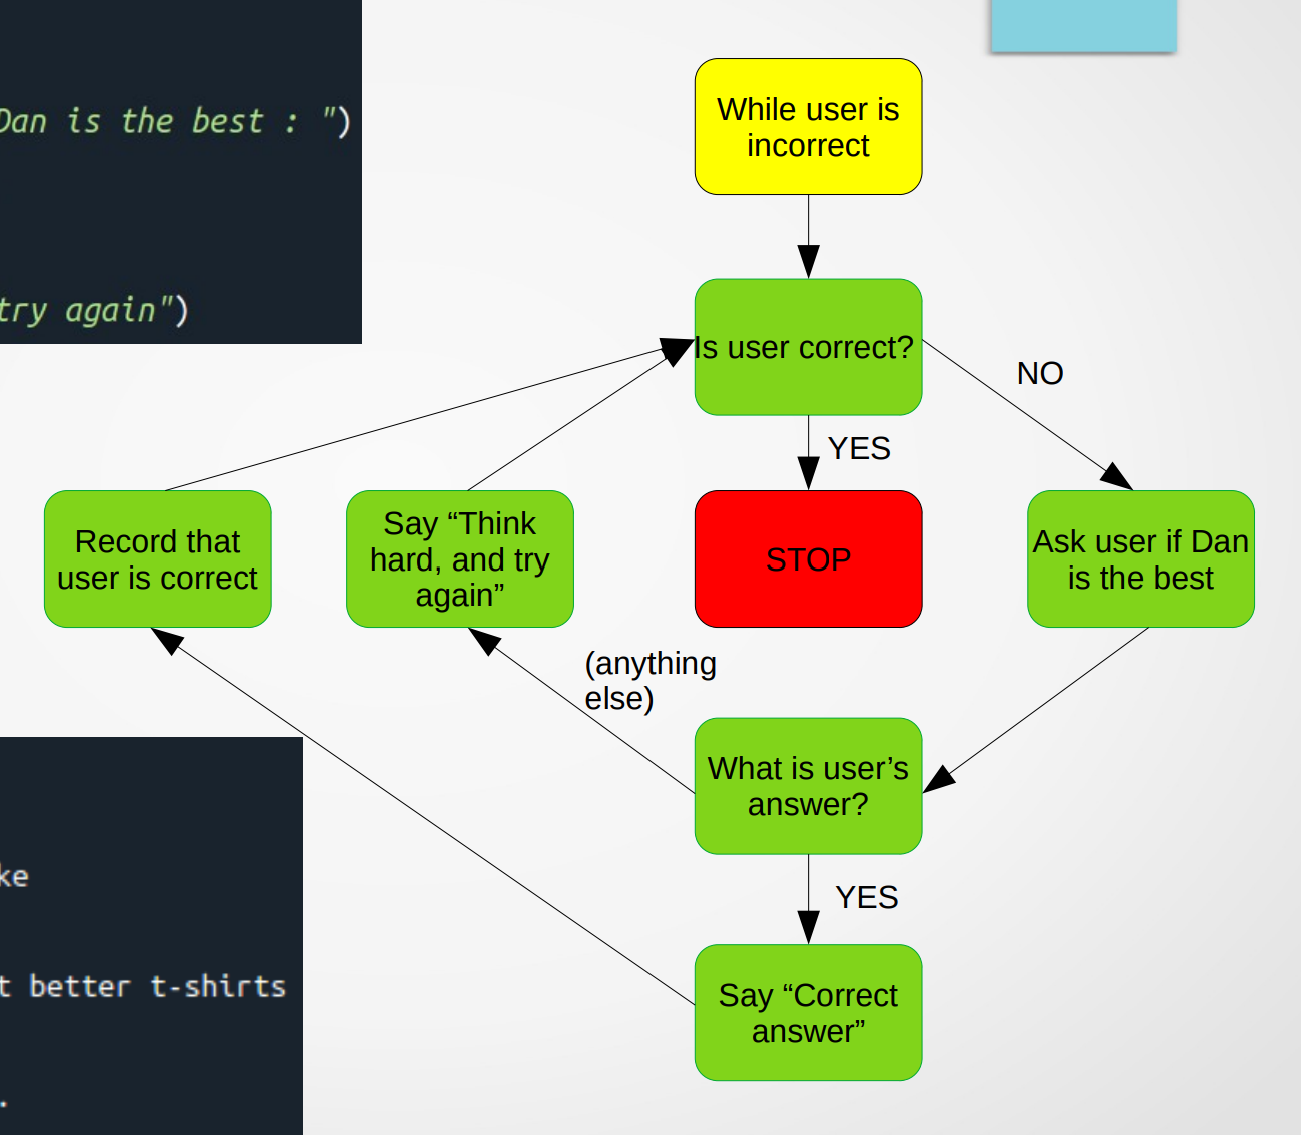 Dan is the best : ")
try again")
While user is
incorrect
Is user correct?
NO
YES
Record that
user is correct
Say “Think
hard, and try
again”
STOP
Ask user if Dan
is the best
(anything
else)
What is user’s
answer?
YES
Say “Correct
answer”
ke
t better t-shirts
.